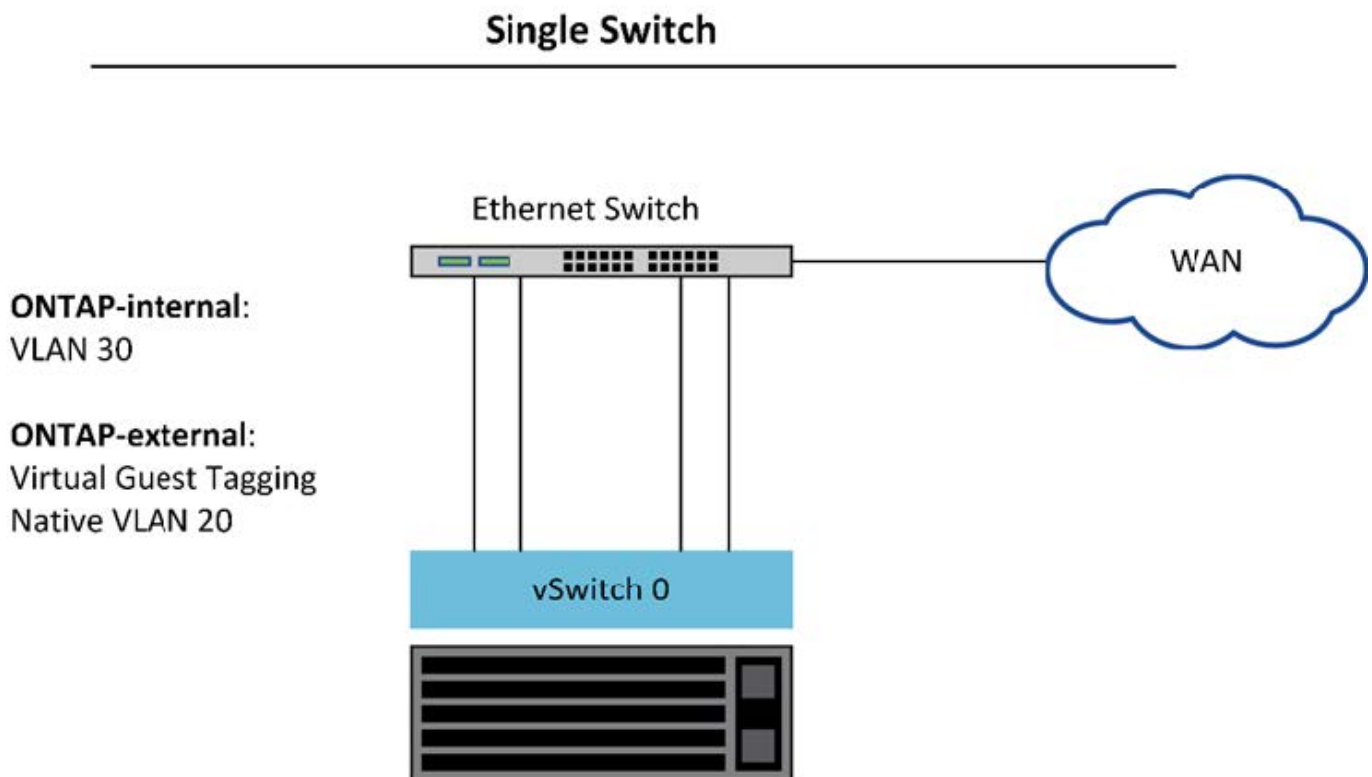 Single Switch
Ethernet Switch
WAN
ONTAP-internal:
VLAN 30
ONTAP-external:
Virtual Guest Tagging
Native VLAN 20
vSwitch 0